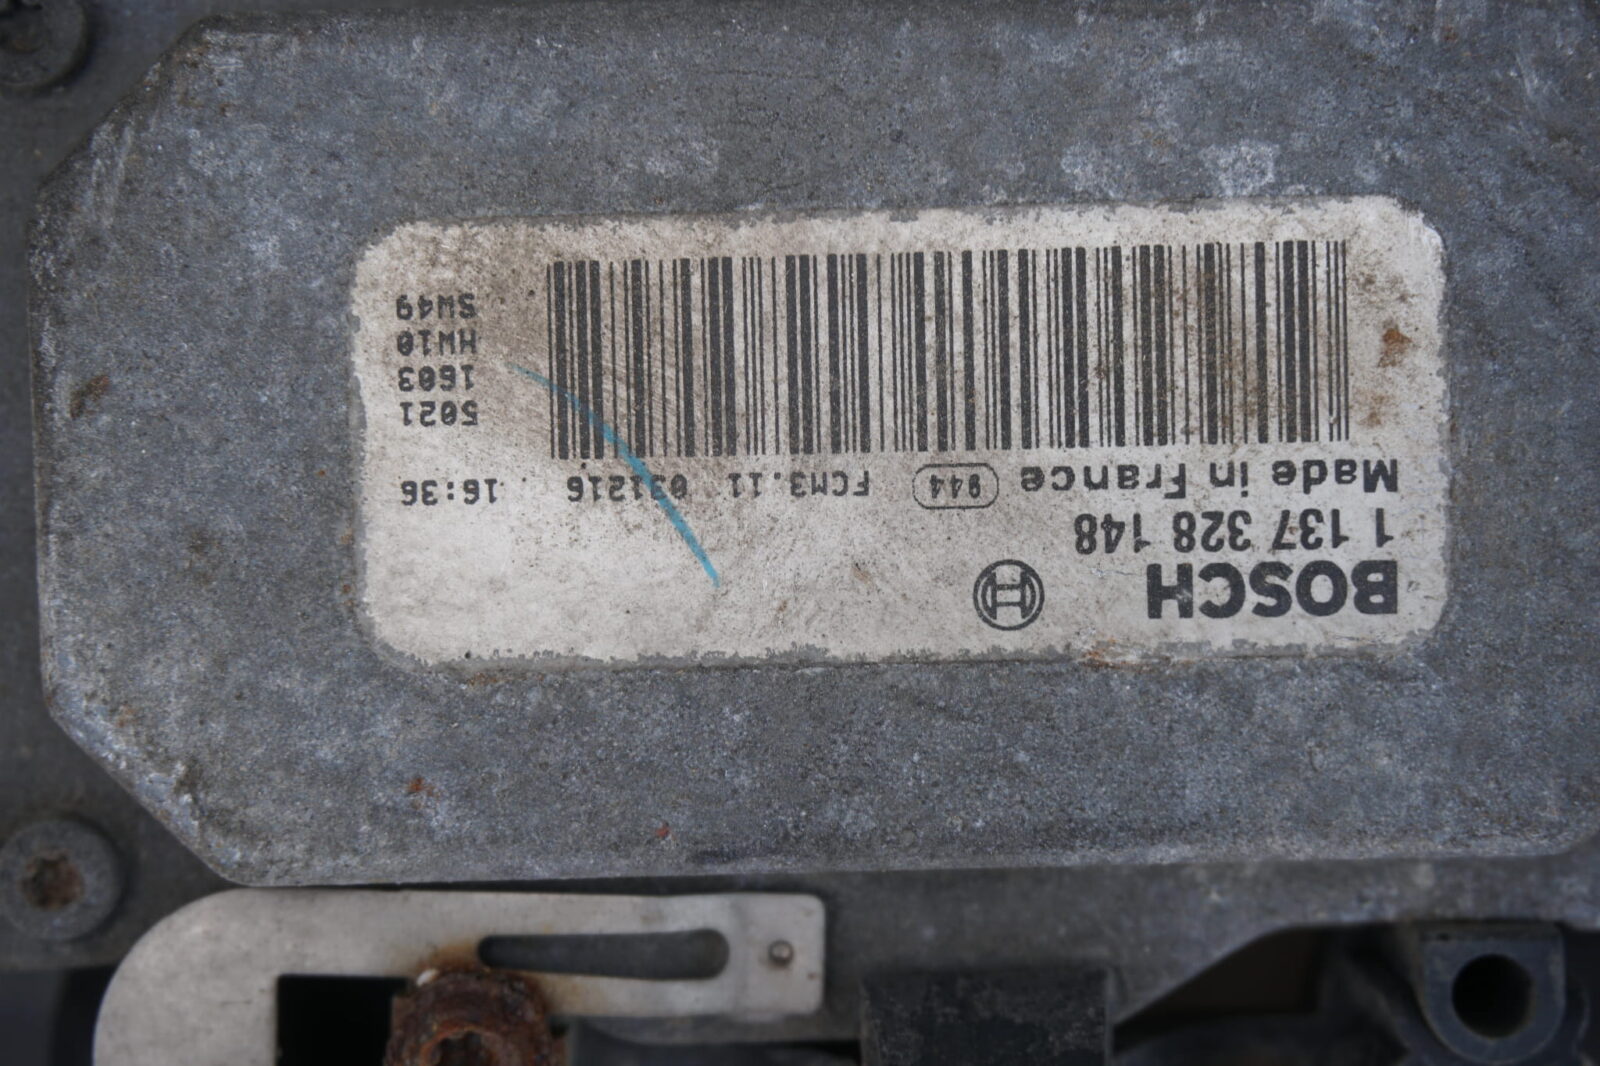 BOSCH
1 137 328 148
Made in France 944 FCM3.11 031216 . 16:36
5021
1603
HW10
SW49